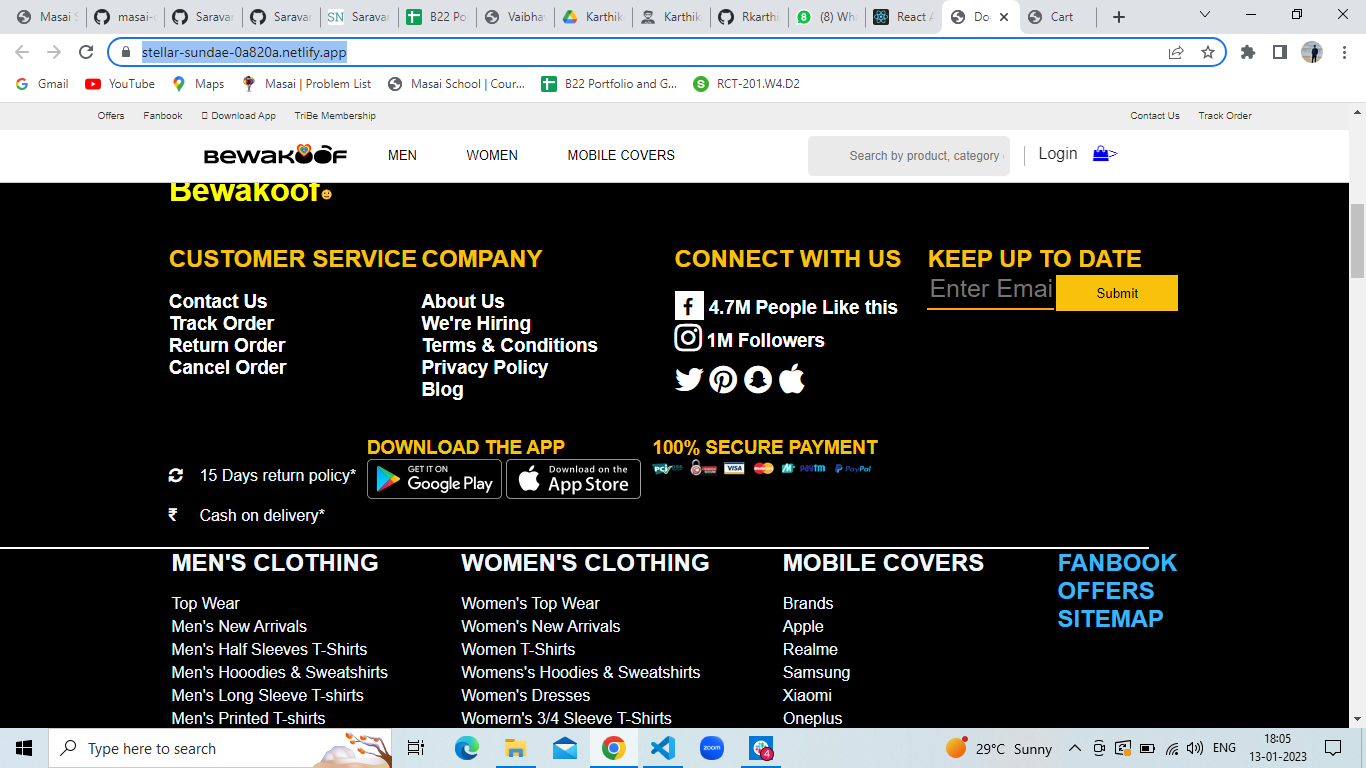 Masai S
masai-c
Saravar
Saravar
SN Saravar
B22 Po
Vaibha
Karthik
Karthik
Rkarthi
(8) Wha
React A
Do
Cart
stellar-sundae-0a820a.netlify.app
Gmail
YouTube
Maps
Masai | Problem List
Masai School | Cour...
B22 Portfolio and G...
RCT-201.W4.D2
Offers Fanbook Download App TriBe Membership Contact Us Track Order
BEWAKOOF MEN WOMEN MOBILE COVERS Search by product, category Login >
Bewakoof
CUSTOMER SERVICE
Contact Us
Track Order
Return Order
Cancel Order
COMPANY
About Us
We're Hiring
Terms & Conditions
Privacy Policy
Blog
CONNECT WITH US
4.7M People Like this
1M Followers
KEEP UP TO DATE
Enter Emai Submit
15 Days return policy*
₹ Cash on delivery*
DOWNLOAD THE APP
GET IT ON
Google Play
Download on the
App Store
100% SECURE PAYMENT
VISA
paytm
PayPal
MEN'S CLOTHING
Top Wear
Men's New Arrivals
Men's Half Sleeves T-Shirts
Men's Hooodies & Sweatshirts
Men's Long Sleeve T-shirts
Men's Printed T-shirts
WOMEN'S CLOTHING
Women's Top Wear
Women's New Arrivals
Women T-Shirts
Womens's Hoodies & Sweatshirts
Women's Dresses
Womern's 3/4 Sleeve T-Shirts
MOBILE COVERS
Brands
Apple
Realme
Samsung
Xiaomi
Oneplus
FANBOOK
OFFERS
SITEMAP
Type here to search
zoom
4
29°C Sunny
ENG
18:05
13-01-2023